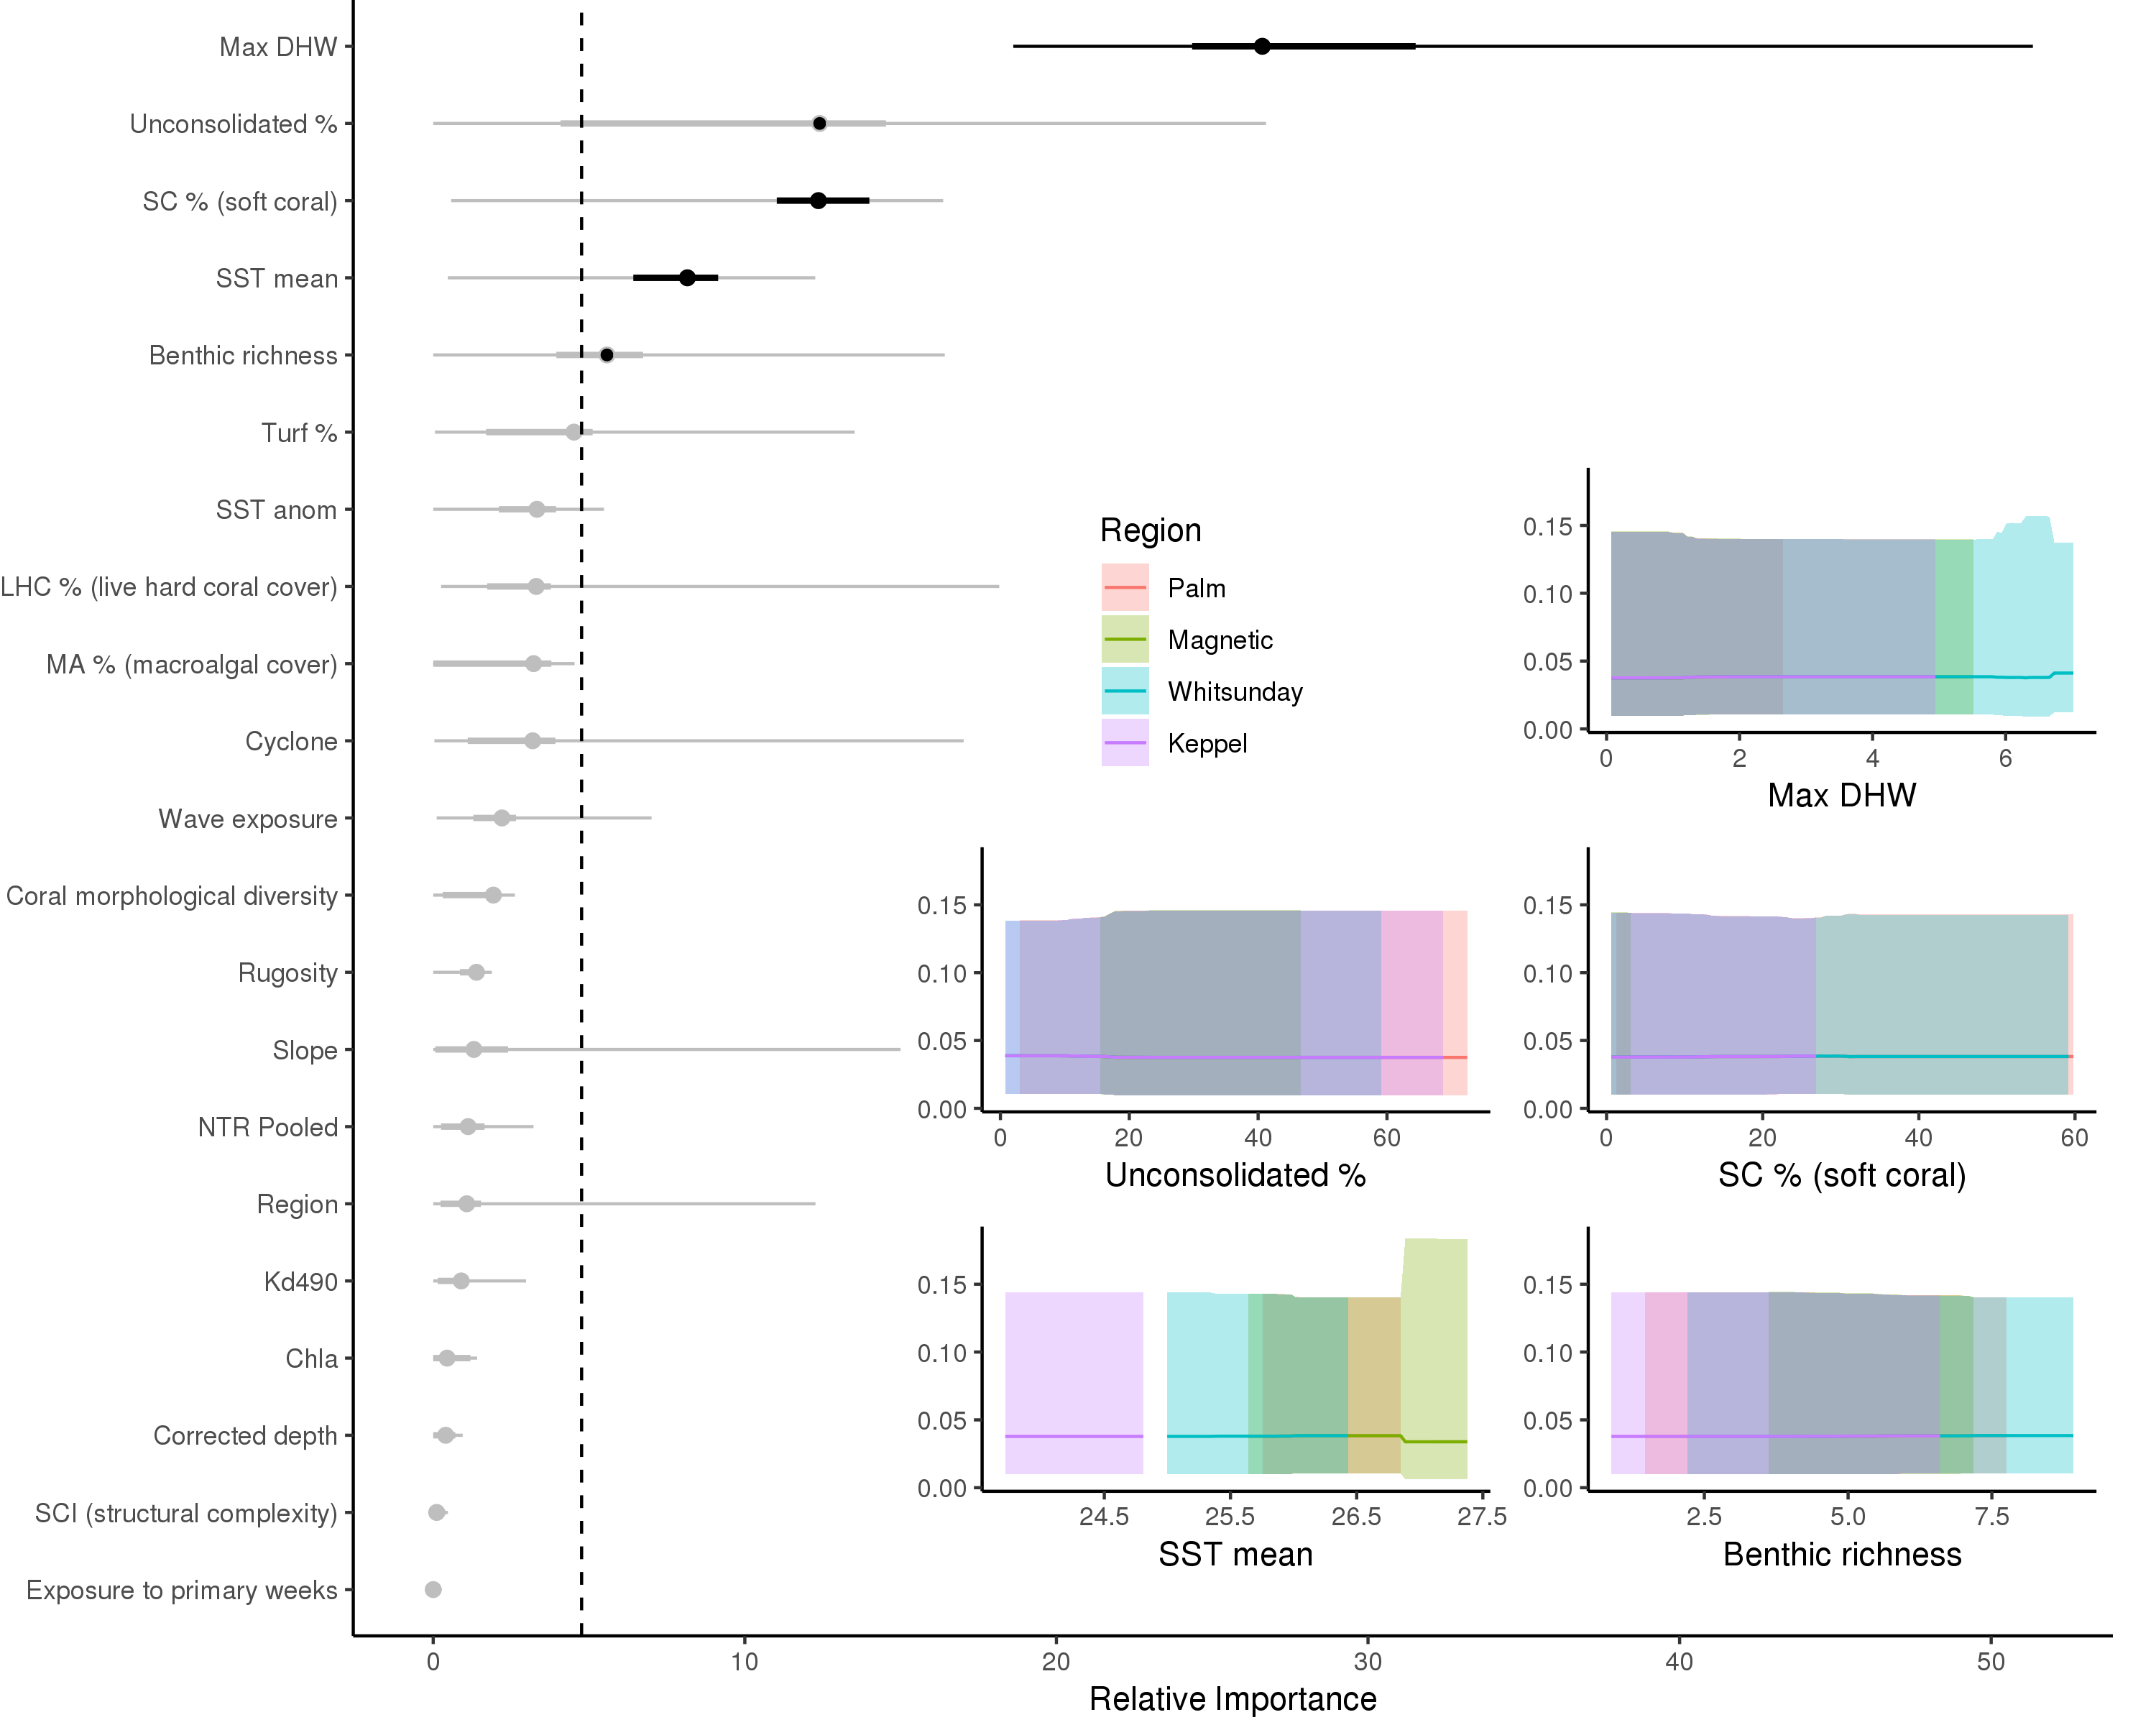 Max DHW
Unconsolidated %
SC % (soft coral)
SST mean
Benthic richness
Turf %
SST anom
LHC % (live hard coral cover)
MA % (macroalgal cover)
Cyclone
Wave exposure
Coral morphological diversity
Rugosity
Slope
NTR Pooled
Region
Kd490
Chla
Corrected depth
SCI (structural complexity)
Exposure to primary weeks
0 10 20 30 40 50
Relative Importance
Region
Palm
Magnetic
Whitsunday
Keppel
0.15
0.10
0.05
0.00
0 2 4 6
Max DHW
0.15
0.10
0.05
0.00
0 20 40 60
Unconsolidated %
0.15
0.10
0.05
0.00
0 20 40 60
SC % (soft coral)
0.15
0.10
0.05
0.00
24.5 25.5 26.5 27.5
SST mean
0.15
0.10
0.05
0.00
2.5 5.0 7.5
Benthic richness